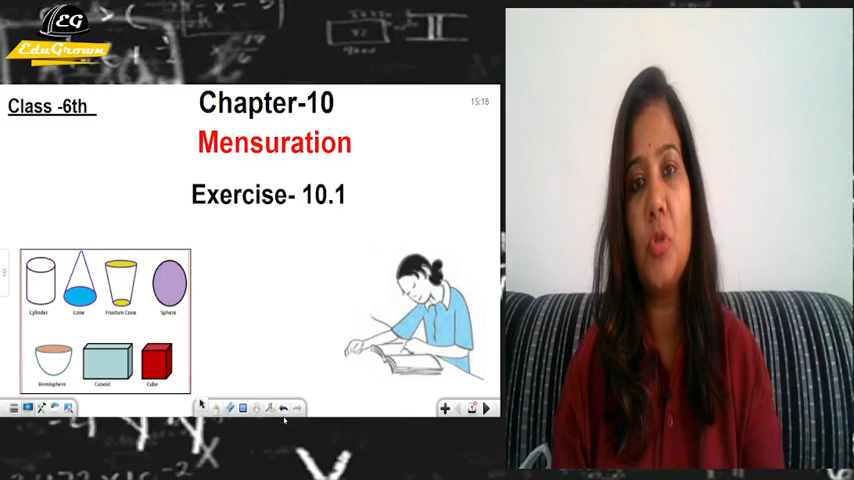 EG
EduGrown
Class -6th
Chapter-10
15:18
Mensuration
Exercise- 10.1
Cylinder
Cone
Frustum Cone
Sphere
Hemisphere
Cuboid
Cube